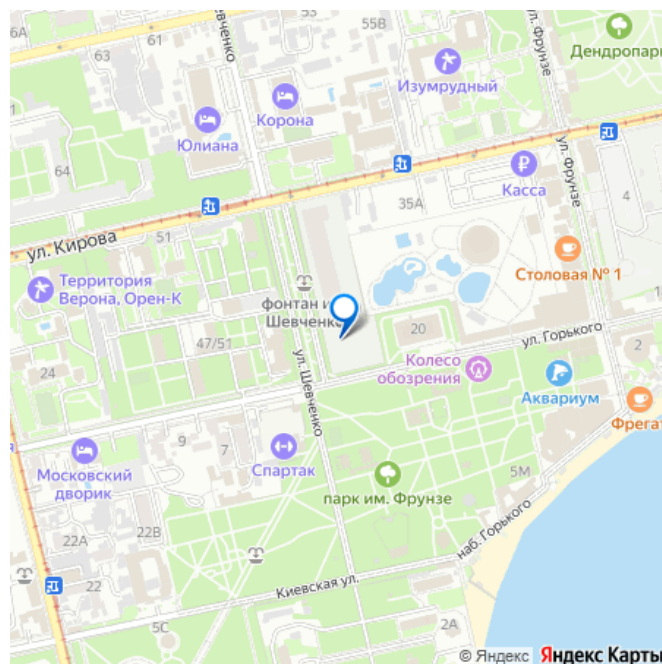 63
61
55В
Дендропарк
ул. Фрунзе
Изумрудный
Корона
Юлиана
64
Касса
ул. Фрунзе
4
35А
ул. Кирова
51
Столовая № 1
Территория
Верона, Орен-К
фонтан и
Шевченко
20
ул. Горького
47/51
Колесо
обозрения
2
24
ул. Шевченко
Аквариум
Фрегат
9
7
Московский
дворик
Спартак
5М
парк им. Фрунзе
22В
22А
наб. Горького
22
Киевская ул.
5С
2А
© Яндекс Яндекс Карты